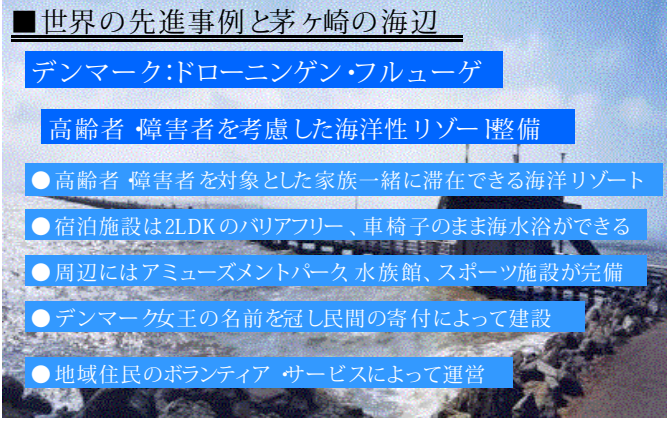 ■世界の先進事例と茅ヶ崎の海辺
デンマーク:ドローニンゲン・フルューゲ
高齢者・障害者を考慮した海洋性リゾート整備
●高齢者・障害者を対象とした家族一緒に滞在できる海洋リゾート
●宿泊施設は2LDKのバリアフリー、車椅子のまま海水浴ができる
●周辺にはアミューズメントパーク、水族館、スポーツ施設が完備
●デンマーク女王の名前を冠し民間の寄付によって建設
●地域住民のボランティア・サービスによって運営